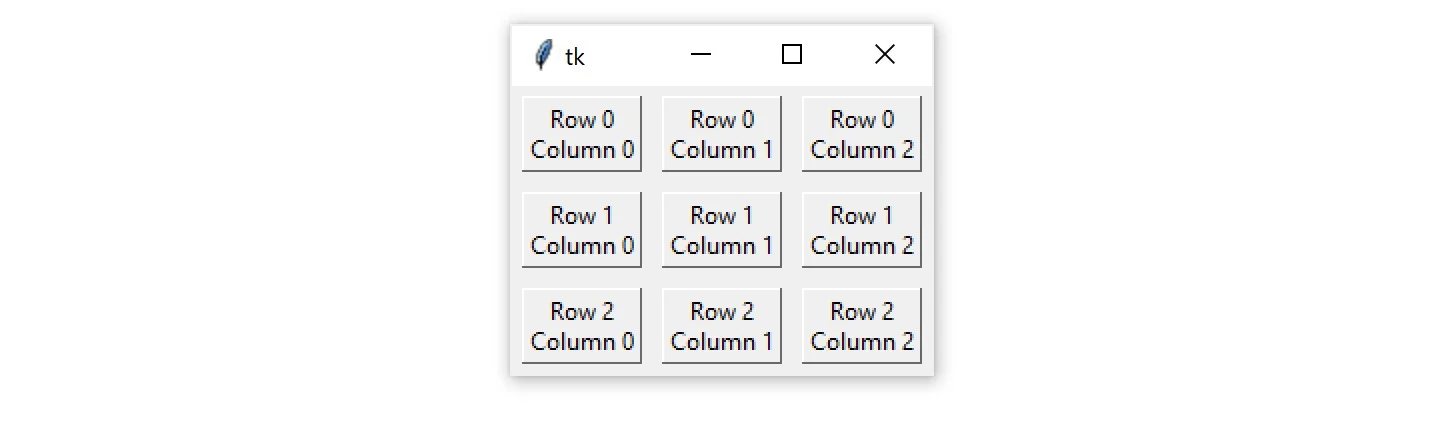 tk
Row 0 Row 0 Row 0
Column 0 Column 1 Column 2
Row 1 Row 1 Row 1
Column 0 Column 1 Column 2
Row 2 Row 2 Row 2
Column 0 Column 1 Column 2